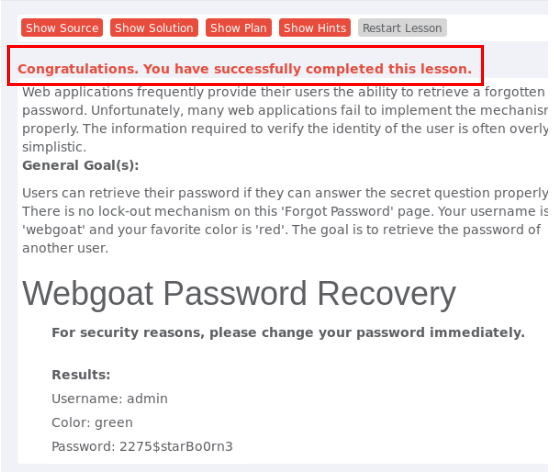 Show Source Show Solution Show Plan Show Hints Restart Lesson
Congratulations. You have successfully completed this lesson.
Web applications frequently provide their users the ability to retrieve a forgotten
password. Unfortunately, many web applications fail to implement the mechanism
properly. The information required to verify the identity of the user is often overly
simplistic.
General Goal(s):
Users can retrieve their password if they can answer the secret question properly
There is no lock-out mechanism on this 'Forgot Password' page. Your username is
'webgoat' and your favorite color is 'red'. The goal is to retrieve the password of
another user.
Webgoat Password Recovery
For security reasons, please change your password immediately.
Results:
Username: admin
Color: green
Password: 2275$starBo0rn3